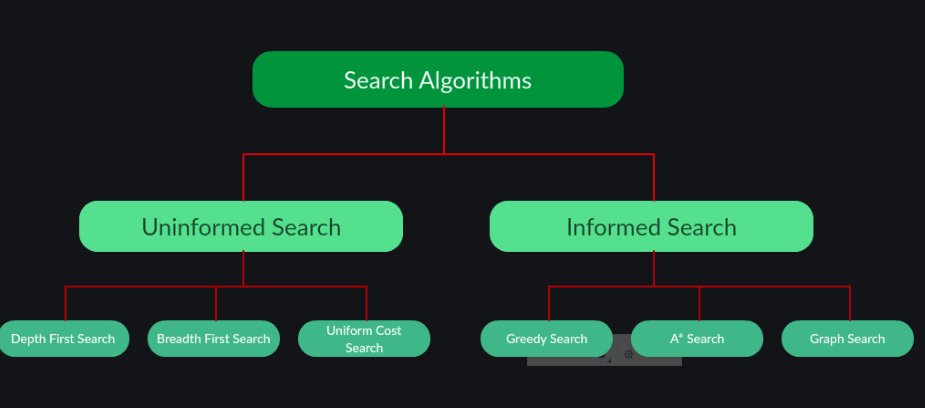 Search Algorithms
Uninformed Search
Informed Search
Depth First Search
Breadth First Search
Uniform Cost
Search
Greedy Search
A* Search
Graph Search